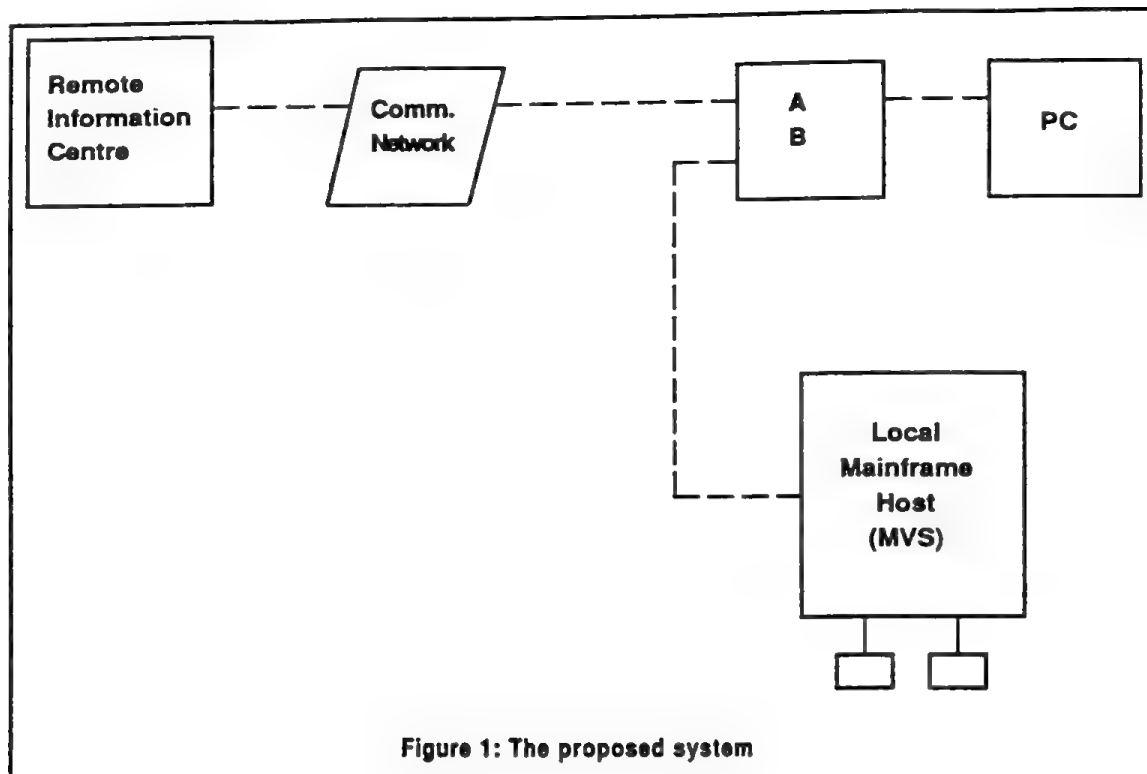 Remote
Information
Centre
Comm.
Network
A
B
PC
Local
Mainframe
Host
(MVS)
Figure 1: The proposed system